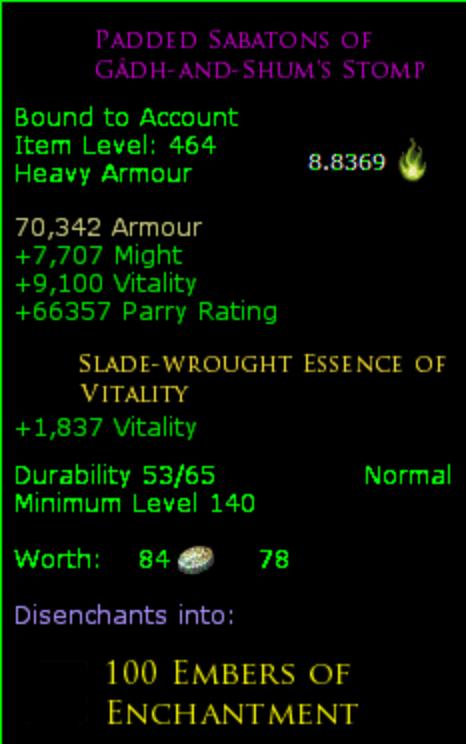 Padded Sabatons of
Gâdh-and-Shum's Stomp
Bound to Account
Item Level: 464
Heavy Armour
8.8369
70,342 Armour
+7,707 Might
+9,100 Vitality
+66357 Parry Rating
Slade-wrought Essence of
Vitality
+1,837 Vitality
Durability 53/65 Normal
Minimum Level 140
Worth: 84 78
Disenchants into:
100 Embers of
Enchantment